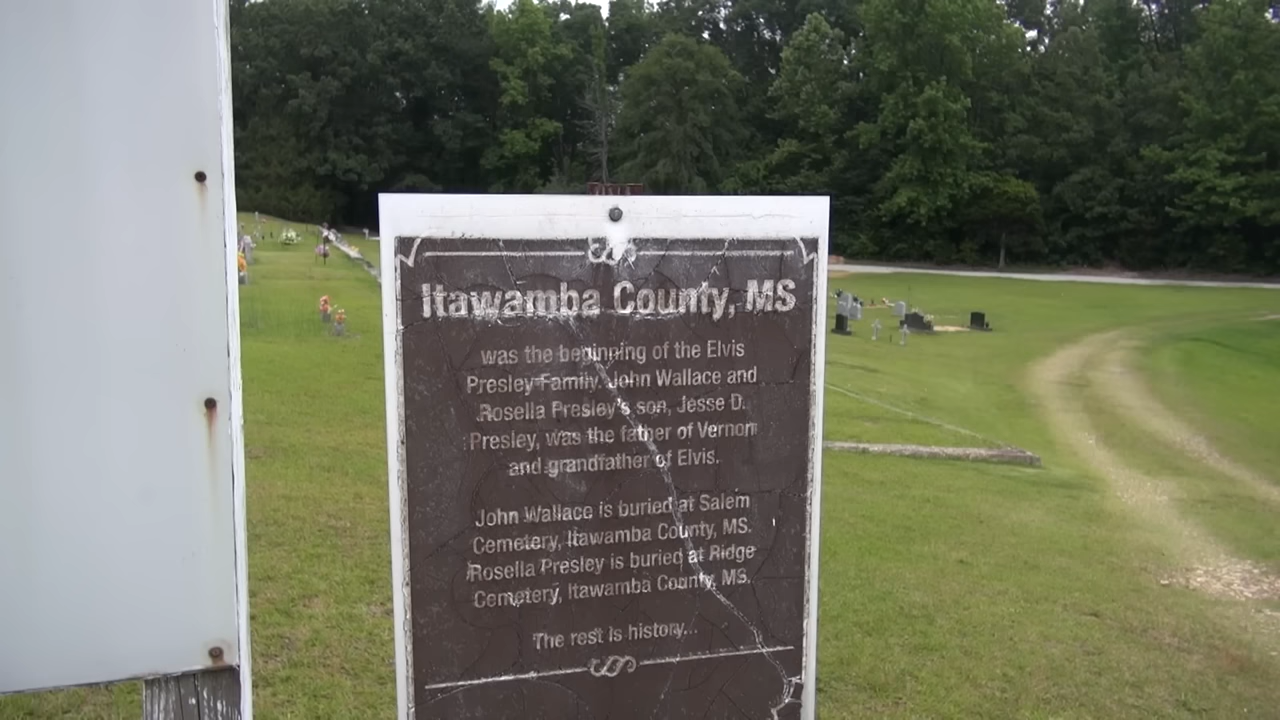 Itawamba County, MS
was the beginning of the Elvis
Presley Family. John Wallace and
Rosella Presley's son, Jesse D.
Presley, was the father of Vernon
and grandfather of Elvis.
John Wallace is buried at Salem
Cemetery, Itawamba County, MS.
Rosella Presley is buried at Ridge
Cemetery, Itawamba County, MS.
The rest is history...